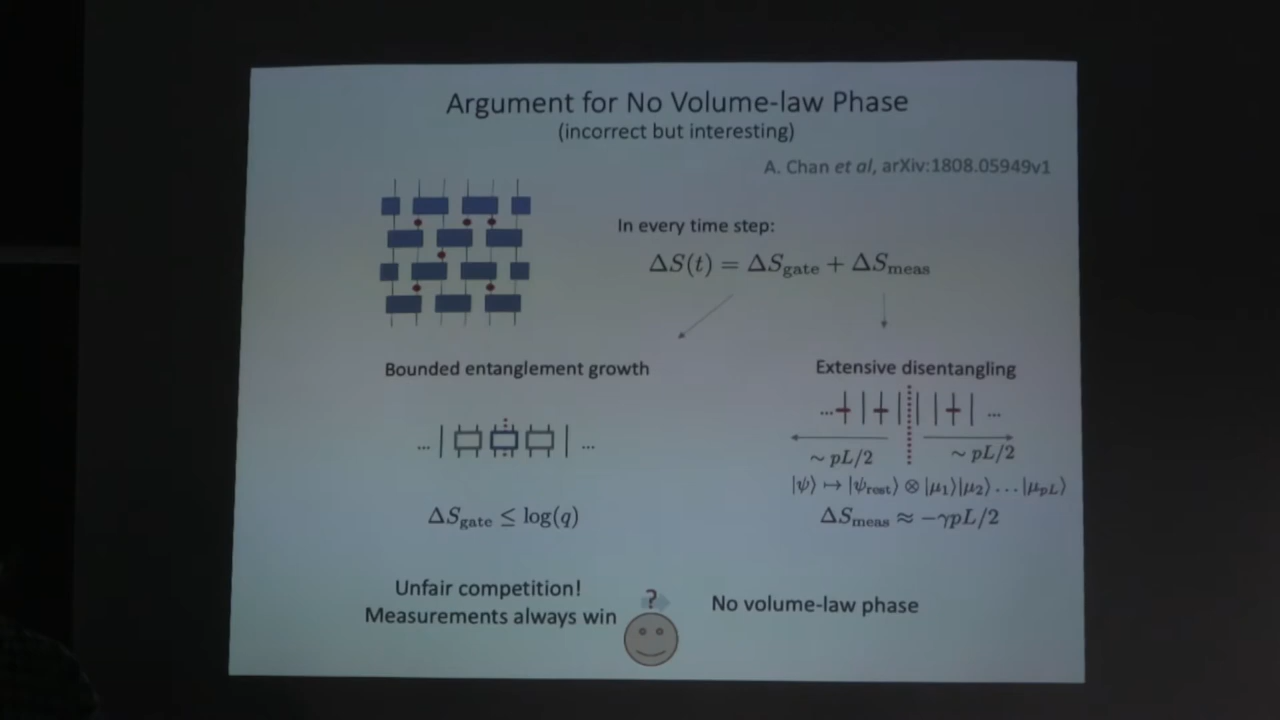 Argument for No Volume-law Phase
(incorrect but interesting)
A. Chan et al, arXiv:1808.05949v1
In every time step:
ΔS(t) = ΔS_gate + ΔS_meas
Bounded entanglement growth
Extensive disentangling
... ...
... ...
~ pL/2 ~ pL/2
|ψ⟩ ↦ |ψ_rest⟩ ⊗ |μ_1⟩|μ_2⟩ ... |μ_pL⟩
ΔS_gate ≤ log(q)
ΔS_meas ≈ −γpL/2
Unfair competition!
Measurements always win
?
No volume-law phase